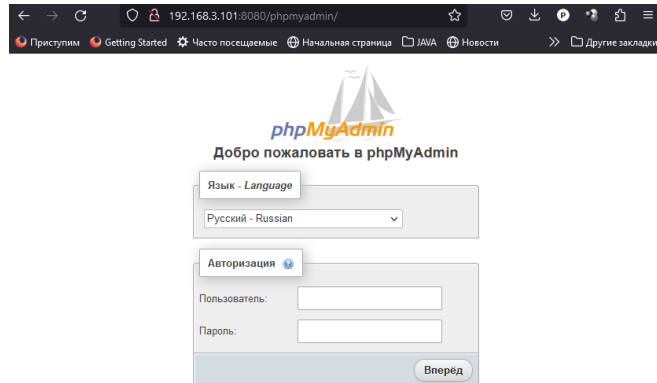 192.168.3.101:8080/phpmyadmin/
Приступим Getting Started Часто посещаемые Начальная страница JAVA Новости Другие закладки
phpMyAdmin
Добро пожаловать в phpMyAdmin
Язык - Language
Русский - Russian
Авторизация
Пользователь:
Пароль:
Вперёд